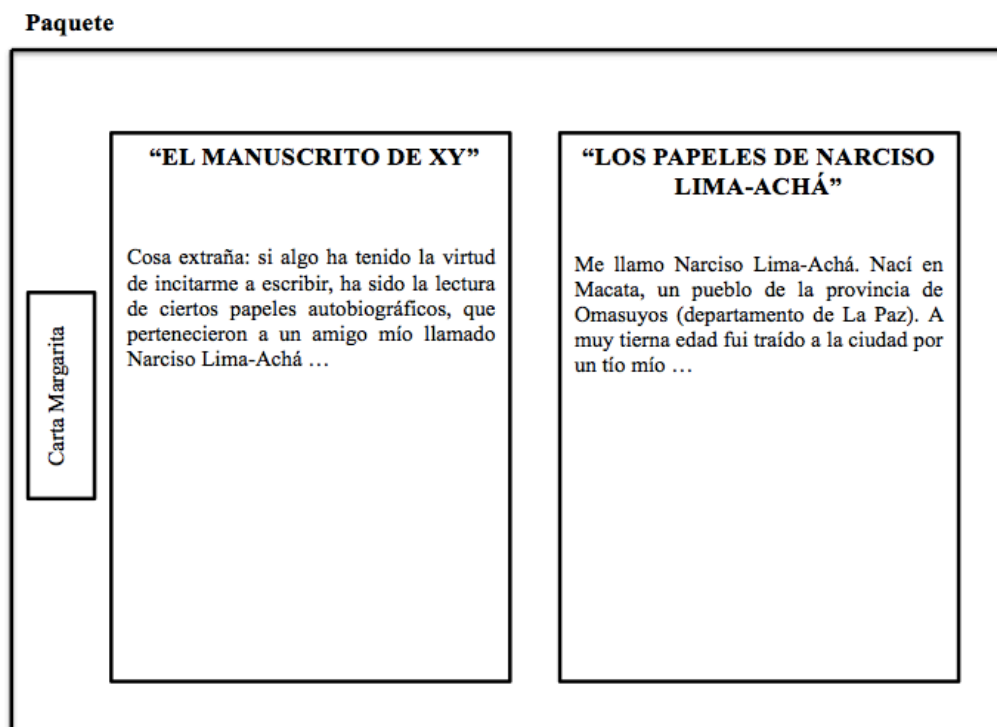 Paquete
Carta Margarita
“EL MANUSCRITO DE XY”
Cosa extraña: si algo ha tenido la virtud
de incitarme a escribir, ha sido la lectura
de ciertos papeles autobiográficos, que
pertenecieron a un amigo mío llamado
Narciso Lima-Achá …
“LOS PAPELES DE NARCISO
LIMA-ACHÁ”
Me llamo Narciso Lima-Achá. Nací en
Macata, un pueblo de la provincia de
Omasuyos (departamento de La Paz). A
muy tierna edad fui traído a la ciudad por
un tío mío …